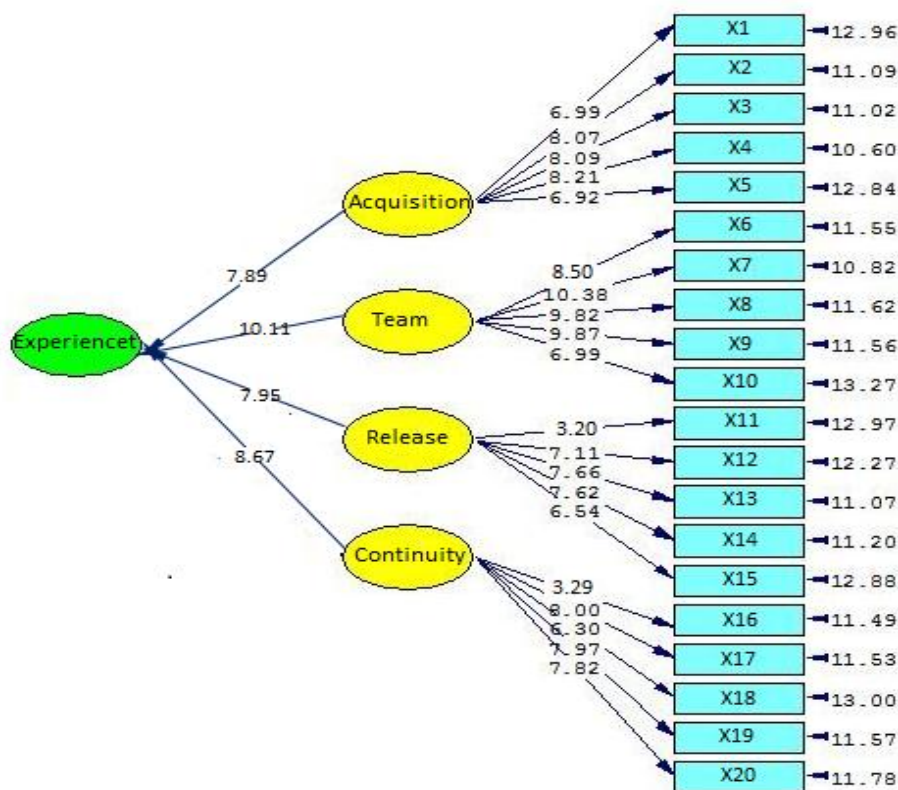 X1
12.96
X2
11.09
X3
11.02
X4
10.60
X5
12.84
X6
11.55
X7
10.82
X8
11.62
X9
11.56
X10
13.27
X11
12.97
X12
12.27
X13
11.07
X14
11.20
X15
12.88
X16
11.49
X17
11.53
X18
13.00
X19
11.57
X20
11.78
6.99
8.07
8.09
8.21
6.92
Acquisition
8.50
10.38
9.82
9.87
6.99
Team
3.20
7.11
7.66
7.62
6.54
Release
3.29
8.00
6.30
7.97
7.82
Continuity
7.89
10.11
7.95
8.67
Experiencet